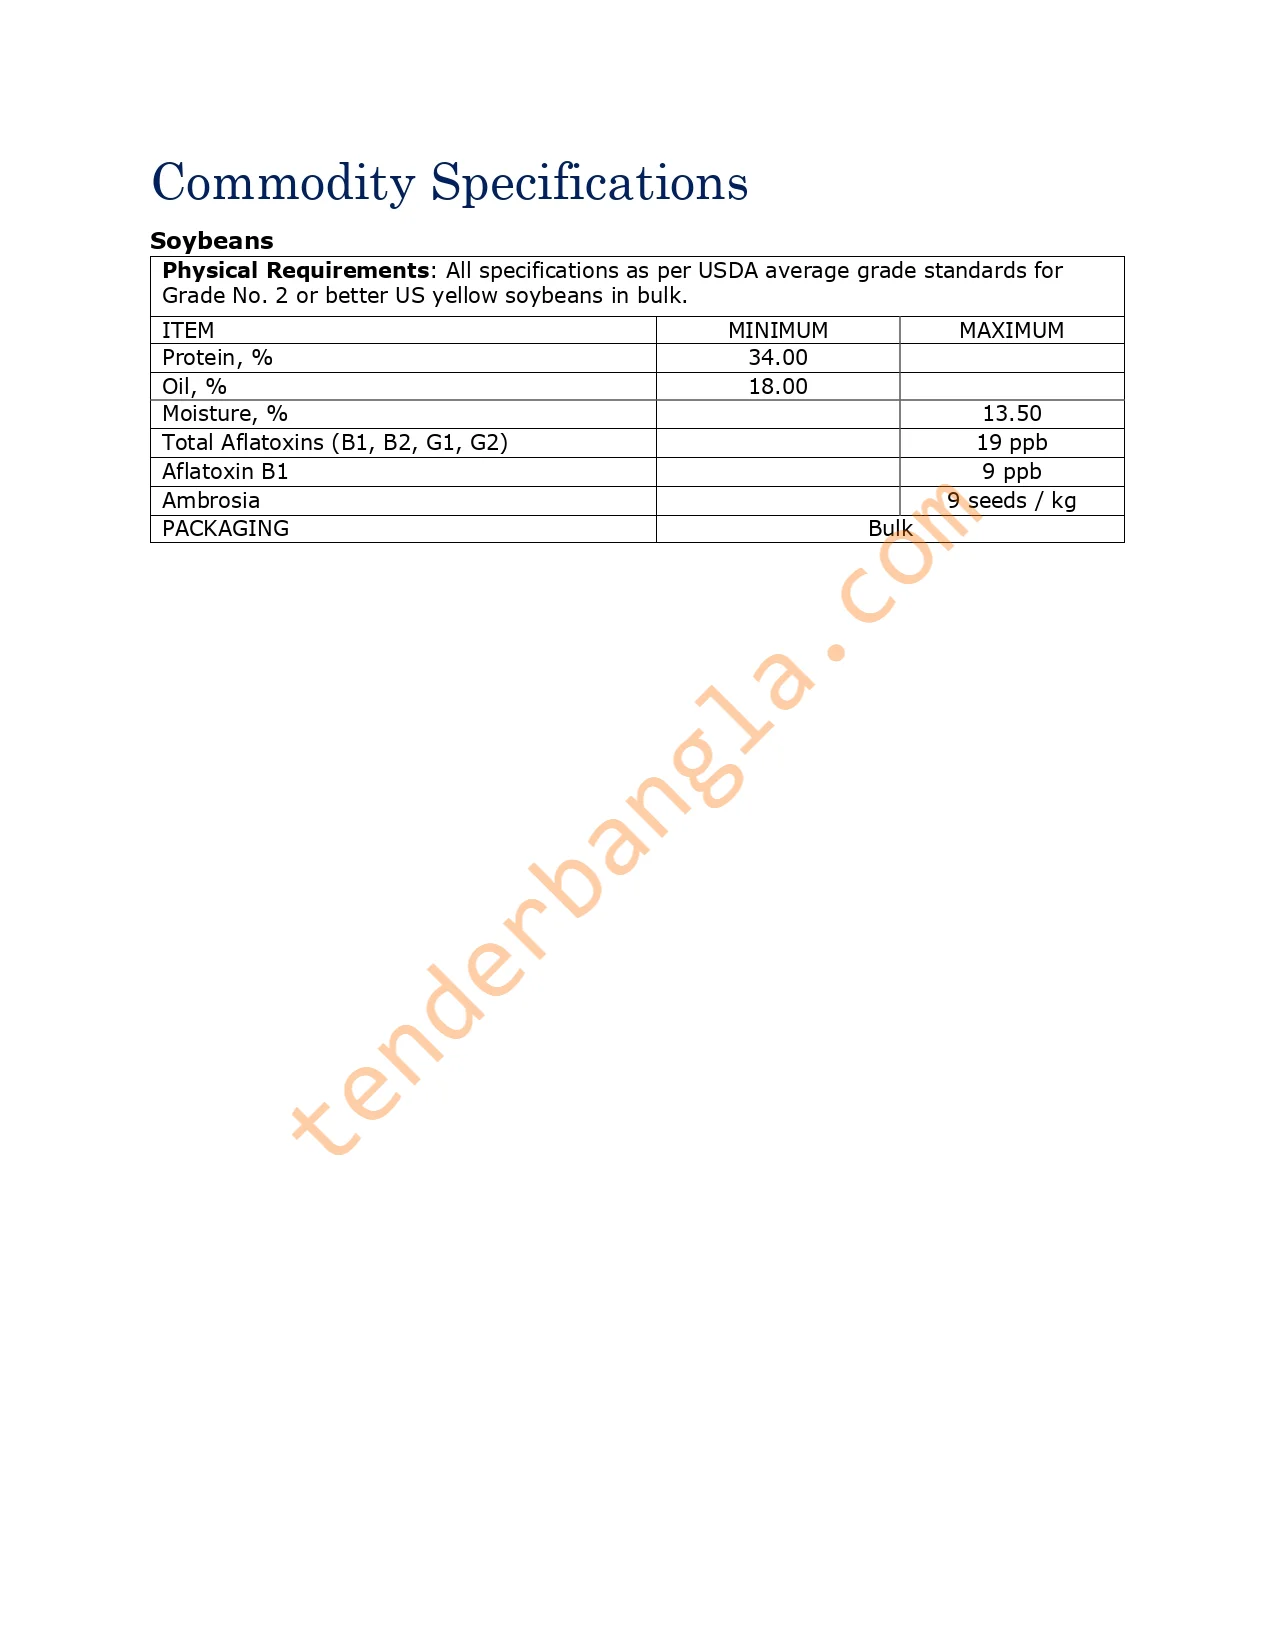 Commodity Specifications
Soybeans
Physical Requirements: All specifications as per USDA average grade standards for
Grade No. 2 or better US yellow soybeans in bulk.
ITEM MINIMUM MAXIMUM
Protein, % 34.00
Oil, % 18.00
Moisture, % 13.50
Total Aflatoxins (B1, B2, G1, G2) 19 ppb
Aflatoxin B1 9 ppb
Ambrosia 9 seeds / kg
PACKAGING Bulk
tenderbangla.com